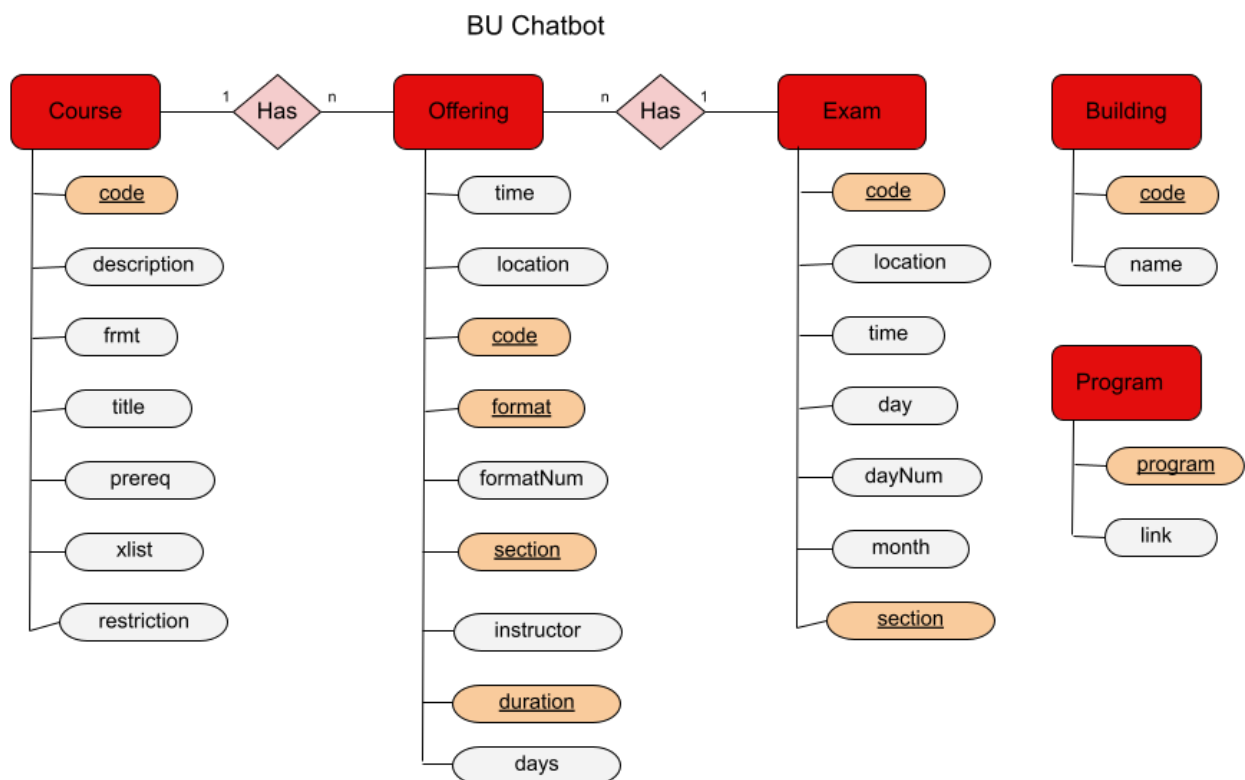 BU Chatbot
Course
1
Has
n
Offering
n
Has
1
Exam
Building
code
description
frmt
title
prereq
xlist
restriction
time
location
code
format
formatNum
section
instructor
duration
days
code
location
time
day
dayNum
month
section
code
name
Program
program
link